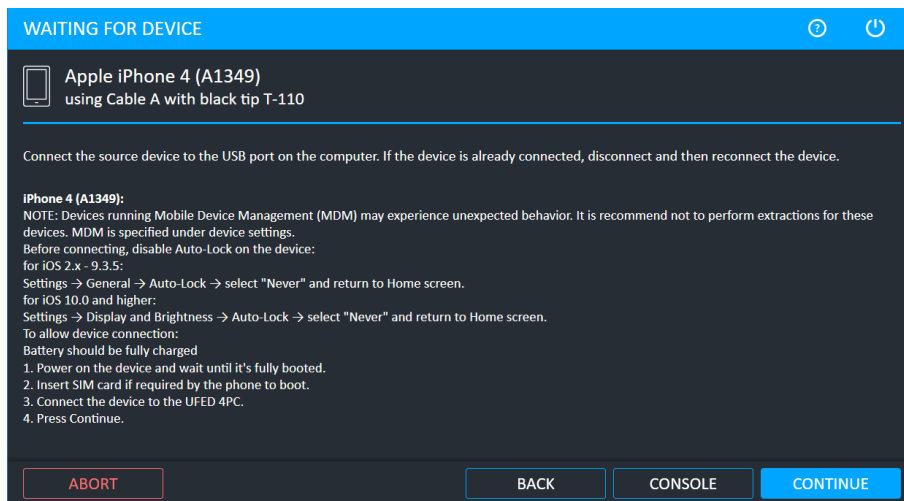 WAITING FOR DEVICE
Apple iPhone 4 (A1349)
using Cable A with black tip T-110
Connect the source device to the USB port on the computer. If the device is already connected, disconnect and then reconnect the device.
iPhone 4 (A1349):
NOTE: Devices running Mobile Device Management (MDM) may experience unexpected behavior. It is recommend not to perform extractions for these
devices. MDM is specified under device settings.
Before connecting, disable Auto-Lock on the device:
for iOS 2.x - 9.3.5:
Settings → General → Auto-Lock → select "Never" and return to Home screen.
for iOS 10.0 and higher:
Settings → Display and Brightness → Auto-Lock → select "Never" and return to Home screen.
To allow device connection:
Battery should be fully charged
1. Power on the device and wait until it's fully booted.
2. Insert SIM card if required by the phone to boot.
3. Connect the device to the UFED 4PC.
4. Press Continue.
ABORT BACK CONSOLE CONTINUE